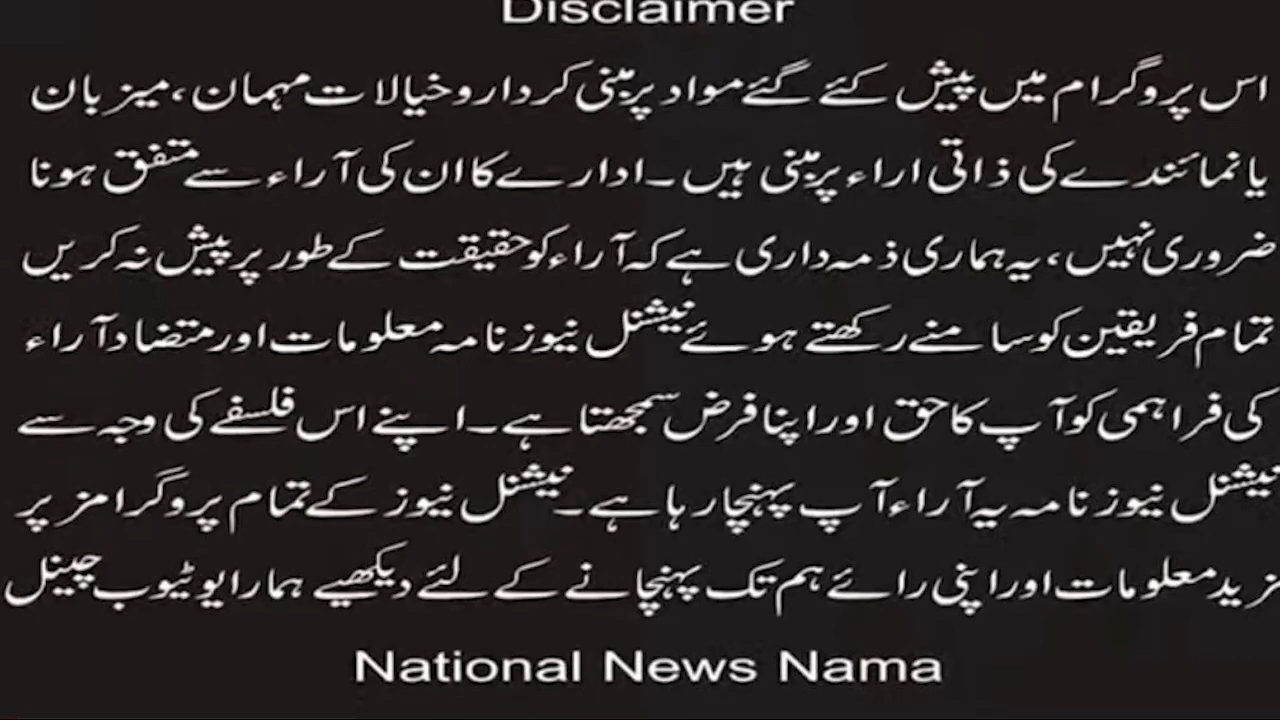 Disclaimer
اس پروگرام میں پیش کئے گئے مواد پر مبنی کردار و خیالات مہمان، میزبان
یا نمائندے کی ذاتی اراء پر مبنی ہیں۔ ادارے کا ان کی آراء سے متفق ہونا
ضروری نہیں، یہ ہماری ذمہ داری ہے کہ آراء کو حقیقت کے طور پر پیش نہ کریں
تمام فریقین کو سامنے رکھتے ہوئے نیشنل نیوز نامہ معلومات اور متضاد آراء
کی فراہمی کو آپ کا حق اور اپنا فرض سمجھتا ہے۔ اپنے اس فلسفے کی وجہ سے
نیشنل نیوز نامہ یہ آراء آپ پہنچا رہا ہے۔ نیشنل نیوز کے تمام پروگرامز پر
مزید معلومات اور اپنی رائے ہم تک پہنچانے کے لئے دیکھیے ہمارا یوٹیوب چینل
National News Nama